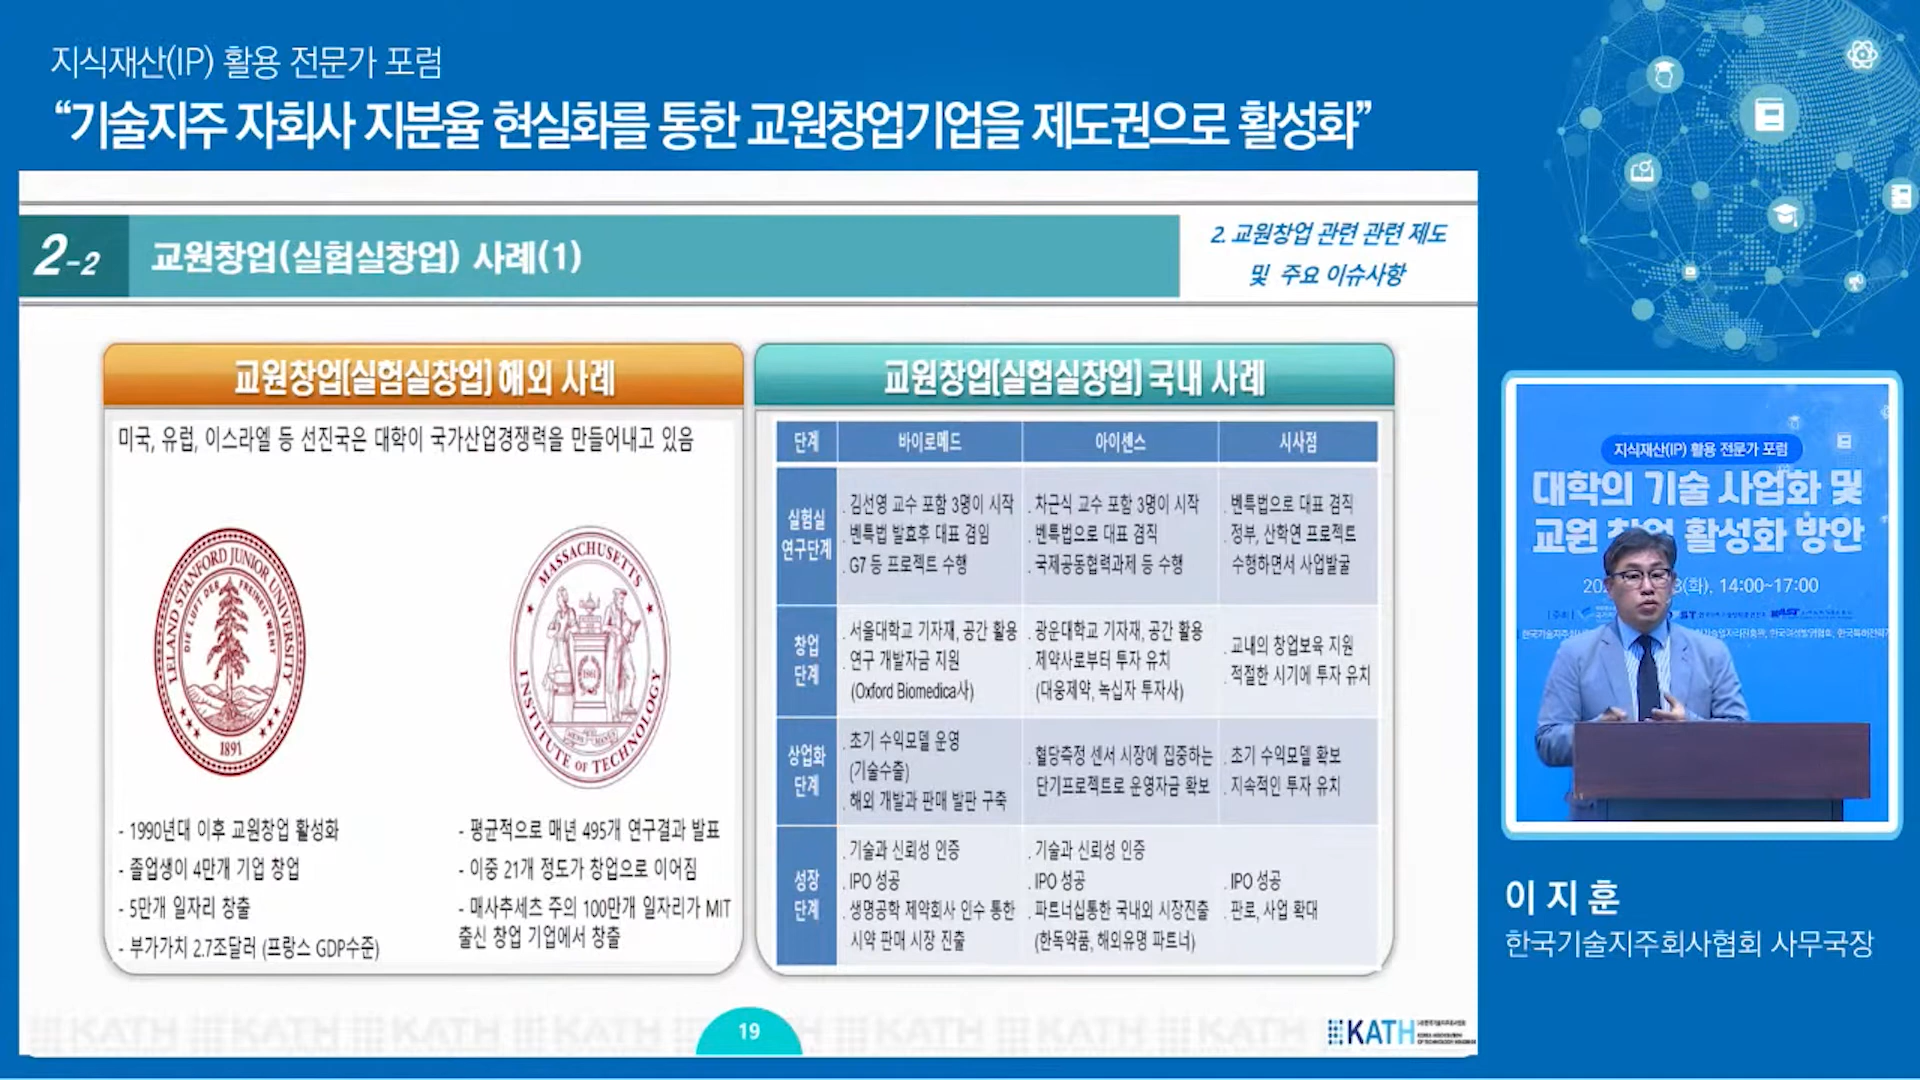 지식재산(IP) 활용 전문가 포럼
“기술지주 자회사 지분율 현실화를 통한 교원창업기업을 제도권으로 활성화”
2-2
교원창업(실험실창업) 사례(1)
2. 교원창업 관련 관련 제도
및 주요 이슈사항
교원창업(실험실창업) 해외 사례
미국, 유럽, 이스라엘 등 선진국은 대학이 국가산업경쟁력을 만들어내고 있음
LELAND STANFORD JUNIOR UNIVERSITY
DIE LUFT DER FREIHEIT WEHT
1891
MASSACHUSETTS
INSTITUTE OF TECHNOLOGY
1861
- 1990년대 이후 교원창업 활성화
- 졸업생이 4만개 기업 창업
- 5만개 일자리 창출
- 부가가치 2.7조달러 (프랑스 GDP수준)
- 평균적으로 매년 495개 연구결과 발표
- 이중 21개 정도가 창업으로 이어짐
- 매사추세츠 주의 100만개 일자리가 MIT
출신 창업 기업에서 창출
교원창업(실험실창업) 국내 사례
단계 바이로메드 아이센스 시사점
실험실
연구단계
. 김선영 교수 포함 3명이 시작
. 벤특법 발효후 대표 겸임
. G7 등 프로젝트 수행
. 차근식 교수 포함 3명이 시작
. 벤특법으로 대표 겸직
. 국제공동협력과제 등 수행
. 벤특법으로 대표 겸직
. 정부, 산학연 프로젝트
수행하면서 사업발굴
창업
단계
. 서울대학교 기자재, 공간 활용
. 연구 개발자금 지원
(Oxford Biomedica사)
. 광운대학교 기자재, 공간 활용
. 제약사로부터 투자 유치
(대웅제약, 녹십자 투자사)
. 교내의 창업보육 지원
. 적절한 시기에 투자 유치
상업화
단계
. 초기 수익모델 운영
(기술수출)
. 해외 개발과 판매 발판 구축
. 혈당측정 센서 시장에 집중하는
단기프로젝트로 운영자금 확보
. 초기 수익모델 확보
. 지속적인 투자 유치
성장
단계
. 기술과 신뢰성 인증
. IPO 성공
. 생명공학 제약회사 인수 통한
시약 판매 시장 진출
. 기술과 신뢰성 인증
. IPO 성공
. 파트너십통한 국내외 시장진출
(한독약품, 해외유명 파트너)
. IPO 성공
. 판로, 사업 확대
19
KATH
지식재산(IP) 활용 전문가 포럼
대학의 기술 사업화 및
교원 창업 활성화 방안
(화), 14:00~17:00
이 지 훈
한국기술지주회사협회 사무국장